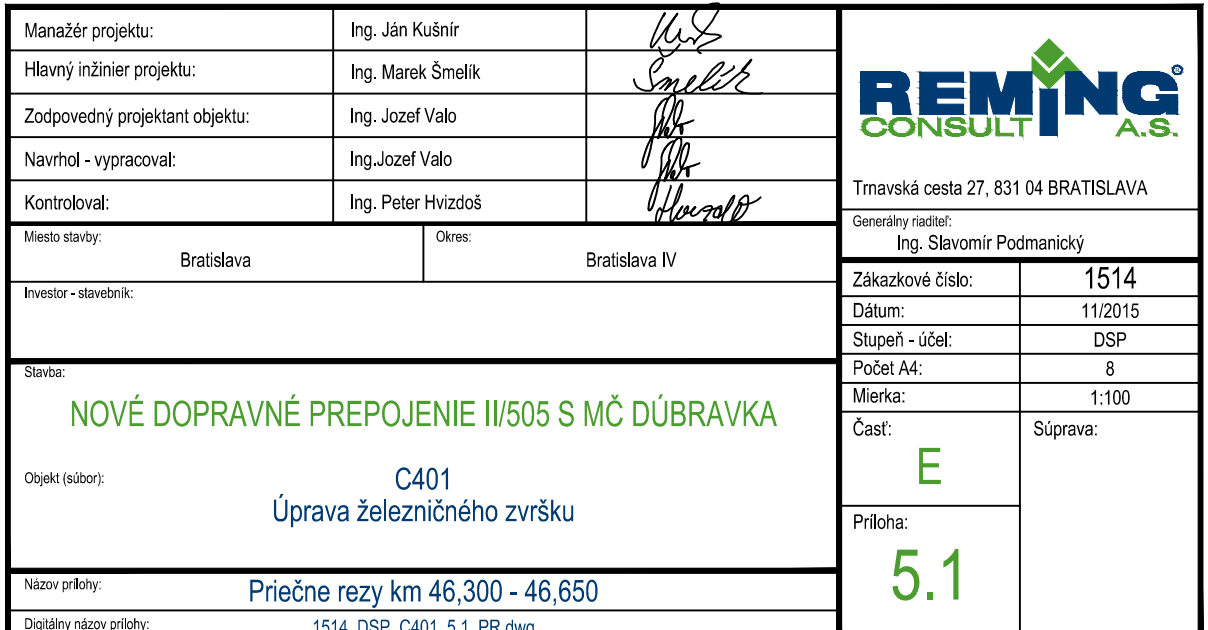 Manažér projektu: Ing. Ján Kušnír
Hlavný inžinier projektu: Ing. Marek Šmelík Smelík
Zodpovedný projektant objektu: Ing. Jozef Valo
Navrhol - vypracoval: Ing.Jozef Valo
Kontroloval: Ing. Peter Hvizdoš
REMING®
CONSULT A.S.
Trnavská cesta 27, 831 04 BRATISLAVA
Generálny riaditeľ:
Ing. Slavomír Podmanický
Miesto stavby: Bratislava
Okres: Bratislava IV
Investor - stavebník:
Zákazkové číslo: 1514
Dátum: 11/2015
Stupeň - účel: DSP
Počet A4: 8
Mierka: 1:100
Stavba:
NOVÉ DOPRAVNÉ PREPOJENIE II/505 S MČ DÚBRAVKA
Objekt (súbor): C401
Úprava železničného zvršku
Časť: E
Súprava:
Príloha: 5.1
Názov prílohy: Priečne rezy km 46,300 - 46,650
Digitálny názov prílohy: 1514_DSP_C401_5.1_PR.dwg